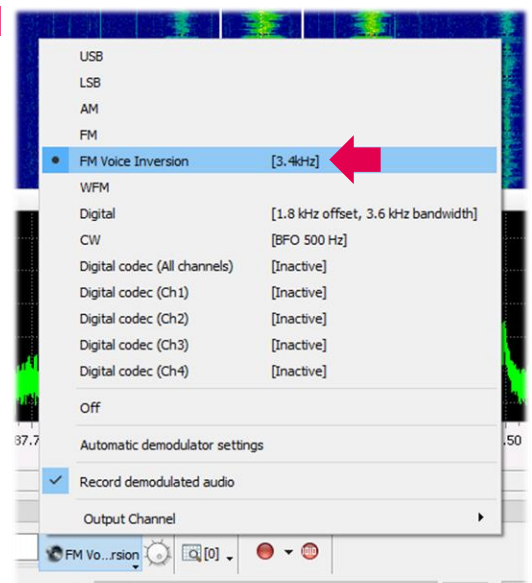 USB
LSB
AM
FM
FM Voice Inversion [3.4kHz]
WFM
Digital [1.8 kHz offset, 3.6 kHz bandwidth]
CW [BFO 500 Hz]
Digital codec (All channels) [Inactive]
Digital codec (Ch1) [Inactive]
Digital codec (Ch2) [Inactive]
Digital codec (Ch3) [Inactive]
Digital codec (Ch4) [Inactive]
Off
87.7 .50
Automatic demodulator settings
Record demodulated audio
Output Channel
FM Vo...rsion [0]